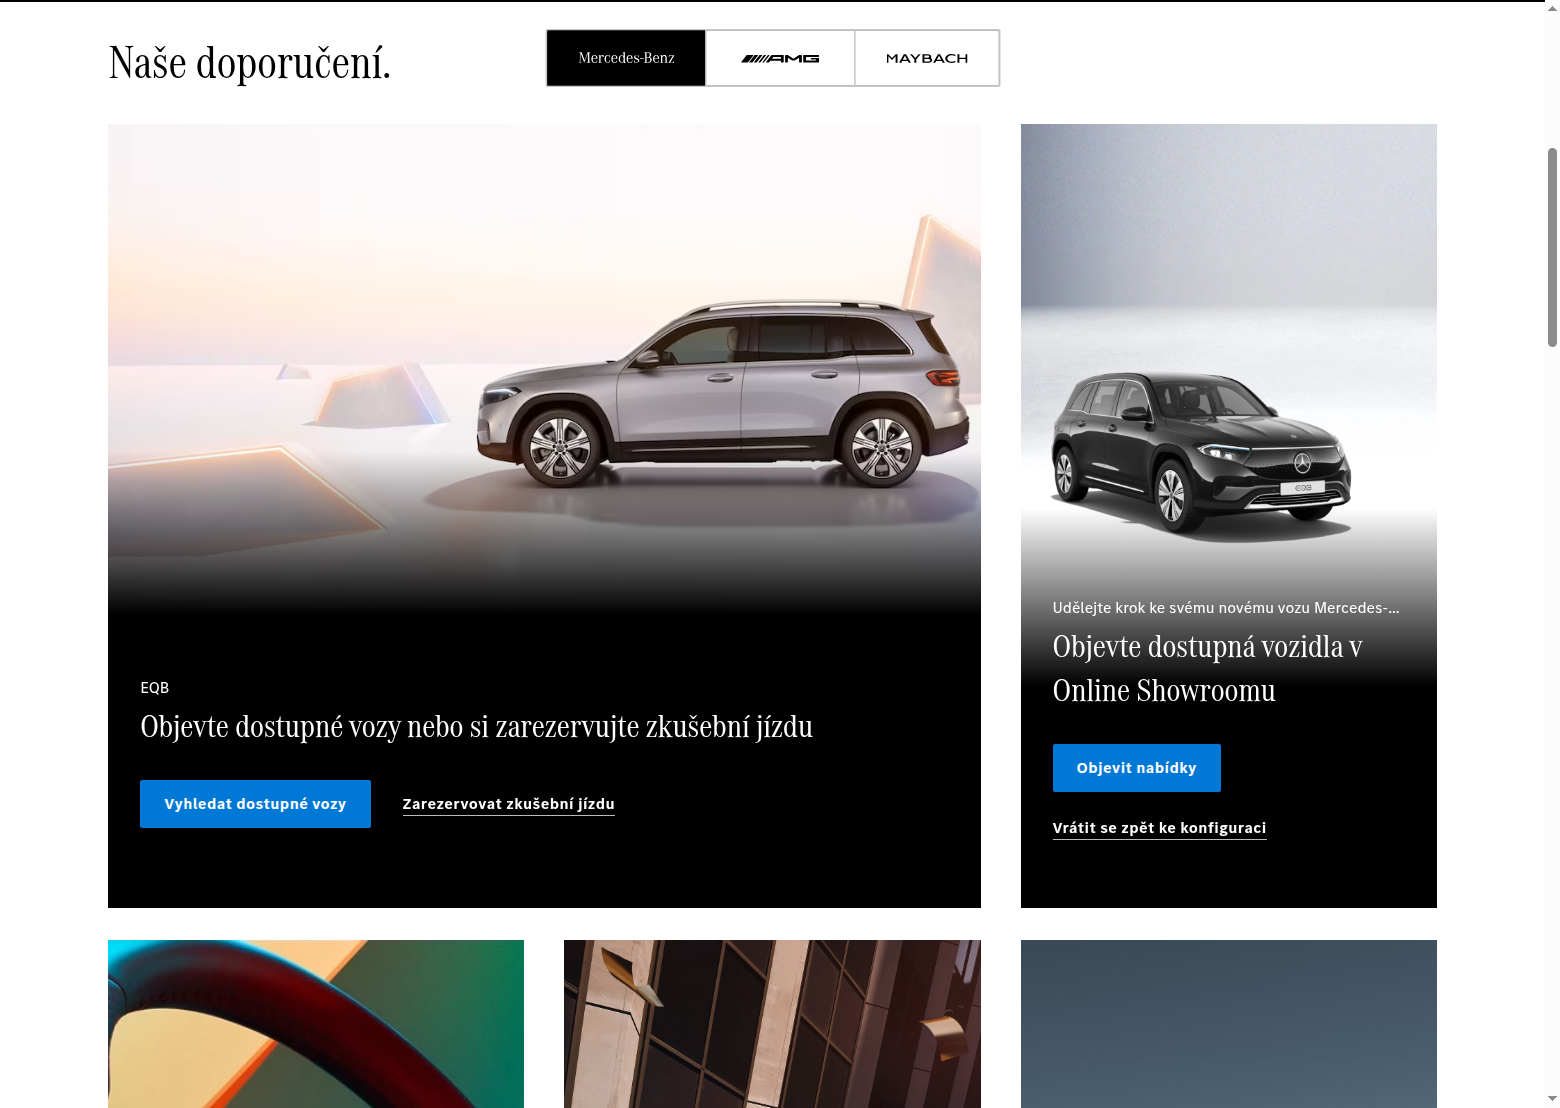 Naše doporučení.
Mercedes-Benz
AMG
MAYBACH
EQB
Udělejte krok ke svému novému vozu Mercedes-...
Objevte dostupná vozidla v
Online Showroomu
EQB
Objevte dostupné vozy nebo si zarezervujte zkušební jízdu
Vyhledat dostupné vozy
Zarezervovat zkušební jízdu
Objevit nabídky
Vrátit se zpět ke konfiguraci